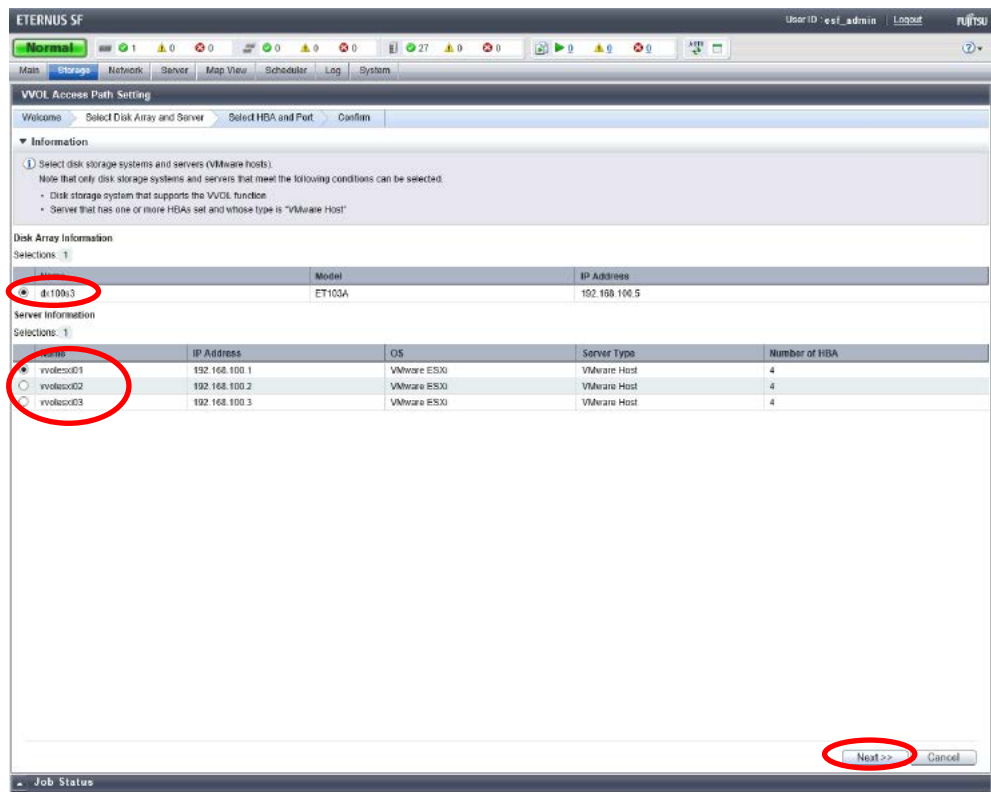 ETERNUS SF User ID : esf_admin Logout FUJITSU
Normal 1 0 0 0 0 0 27 0 0 0 0 0
Main Storage Network Server Map View Scheduler Log System
VVOL Access Path Setting
Welcome Select Disk Array and Server Select HBA and Port Confirm
Information
Select disk storage systems and servers (VMware hosts).
Note that only disk storage systems and servers that meet the following conditions can be selected.
• Disk storage system that supports the VVOL function
• Server that has one or more HBAs set and whose type is "VMware Host"
Disk Array Information
Selections: 1
Name Model IP Address
dx100s3 ET103A 192.168.100.5
Server Information
Selections: 1
Name IP Address OS Server Type Number of HBA
vvolesxi01 192.168.100.1 VMware ESXi VMware Host 4
vvolesxi02 192.168.100.2 VMware ESXi VMware Host 4
vvolesxi03 192.168.100.3 VMware ESXi VMware Host 4
Next >> Cancel
Job Status